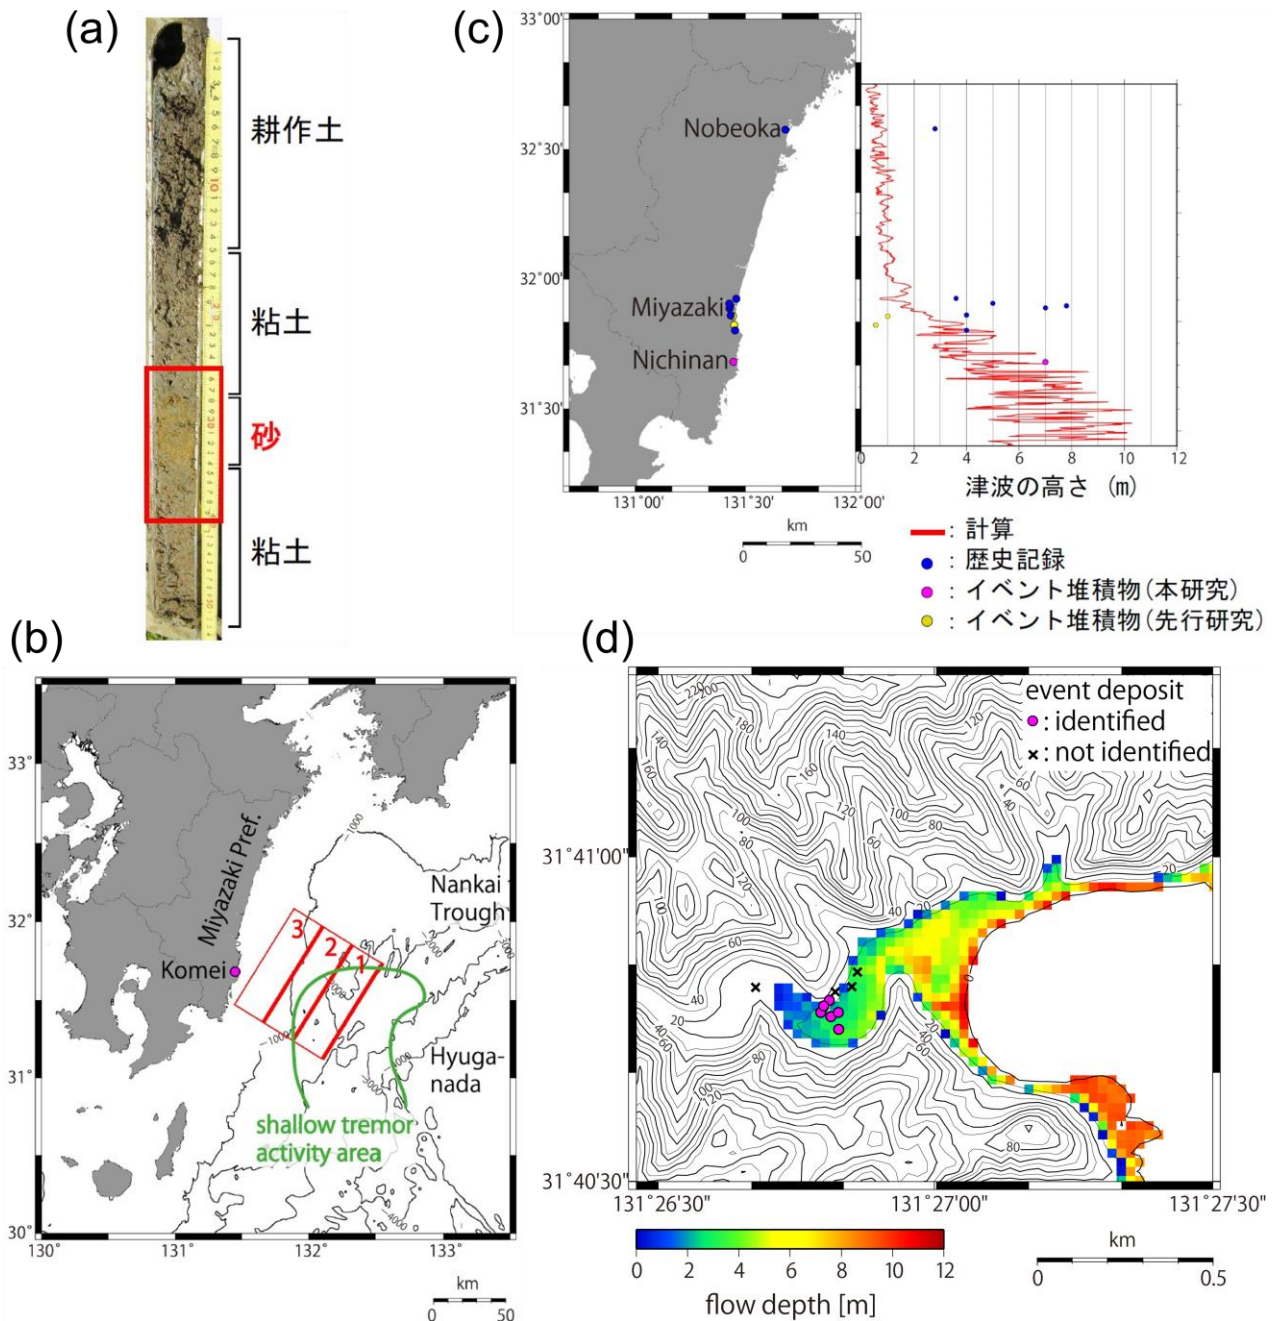 (a)
耕作土
粘土
砂
粘土
(c)
33°00'
32°30'
32°00'
31°30'
131°00'
131°30'
132°00'
Nobeoka
Miyazaki
Nichinan
km
0 50
0 2 4 6 8 10 12
津波の高さ (m)
: 計算
: 歴史記録
: イベント堆積物(本研究)
: イベント堆積物(先行研究)
(b)
33°
32°
31°
30°
130°
131°
132°
133°
Miyazaki Pref.
Komei
3
2
1
Nankai
Trough
Hyuga-
nada
shallow tremor
activity area
km
0 50
(d)
event deposit
: identified
: not identified
31°41'00"
31°40'30"
131°26'30"
131°27'00"
131°27'30"
0 2 4 6 8 10 12
flow depth [m]
km
0 0.5